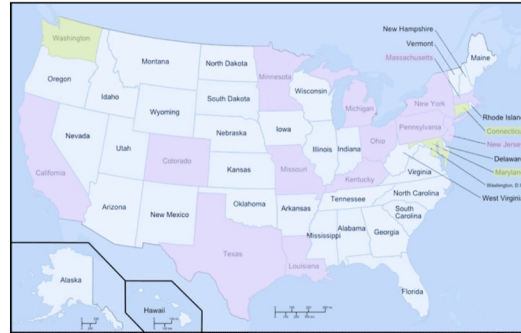 New Hampshire
Vermont
Massachusetts
Maine
Washington
Montana
North Dakota
Minnesota
Oregon
Idaho
Wyoming
South Dakota
Wisconsin
Michigan
New York
Rhode Island
Connecti
New Jerse
Pennsylvania
Delawar
Maryland
Washington, D.
West Virginia
Nevada
Utah
Colorado
Nebraska
Iowa
Illinois
Indiana
Ohio
California
Kansas
Missouri
Kentucky
Virginia
Arizona
New Mexico
Oklahoma
Arkansas
Tennessee
North Carolina
South
Carolina
Mississippi
Alabama
Georgia
Texas
Louisiana
Florida
Alaska
Hawaii